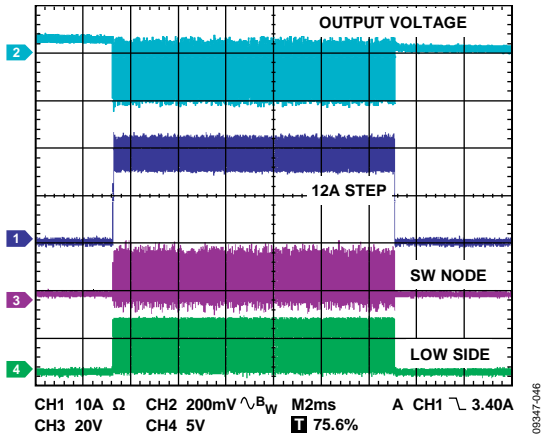 OUTPUT VOLTAGE
2
12A STEP
1
SW NODE
3
LOW SIDE
4
CH1 10A Ω CH2 200mV ∿BW M2ms A CH1 ⁊ 3.40A
CH3 20V CH4 5V T 75.6%
09347-046